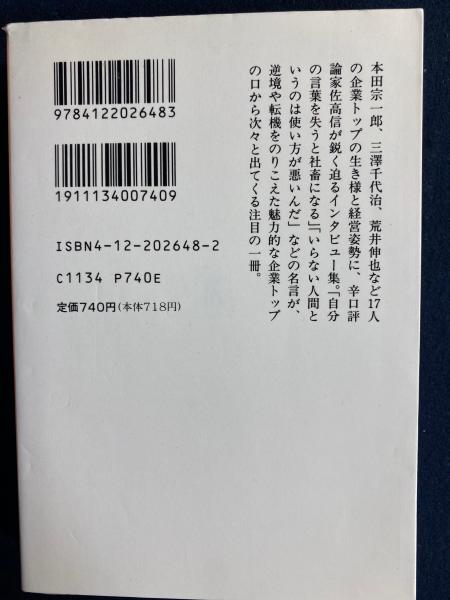 本田宗一郎、三澤千代治、荒井伸也など17人
の企業トップの生き様と経営姿勢に、辛口評
論家佐高信が鋭く迫るインタビュー集。「自分
の言葉を失うと社畜になる」「いらない人間と
いうのは使い方が悪いんだ」などの名言が、
逆境や転機をのりこえた魅力的な企業トップ
の口から次々と出てくる注目の一冊。
9784122026483
1911134007409
ISBN4-12-202648-2
C1134 P740E
定価740円(本体718円)